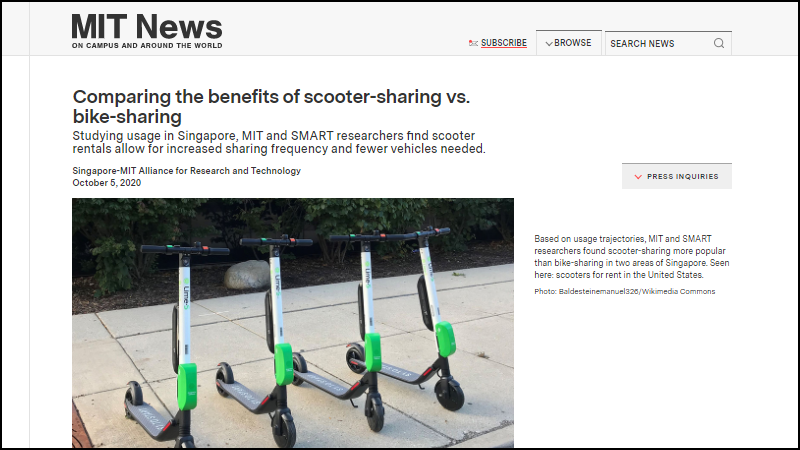 MIT News
ON CAMPUS AND AROUND THE WORLD
SUBSCRIBE
BROWSE
SEARCH NEWS
Comparing the benefits of scooter-sharing vs.
bike-sharing
Studying usage in Singapore, MIT and SMART researchers find scooter
rentals allow for increased sharing frequency and fewer vehicles needed.
Singapore-MIT Alliance for Research and Technology
October 5, 2020
PRESS INQUIRIES
Based on usage trajectories, MIT and SMART
researchers found scooter-sharing more popular
than bike-sharing in two areas of Singapore. Seen
here: scooters for rent in the United States.
Photo: Baldesteinemanuel326/Wikimedia Commons
Lime
Lime
Lime
Lime